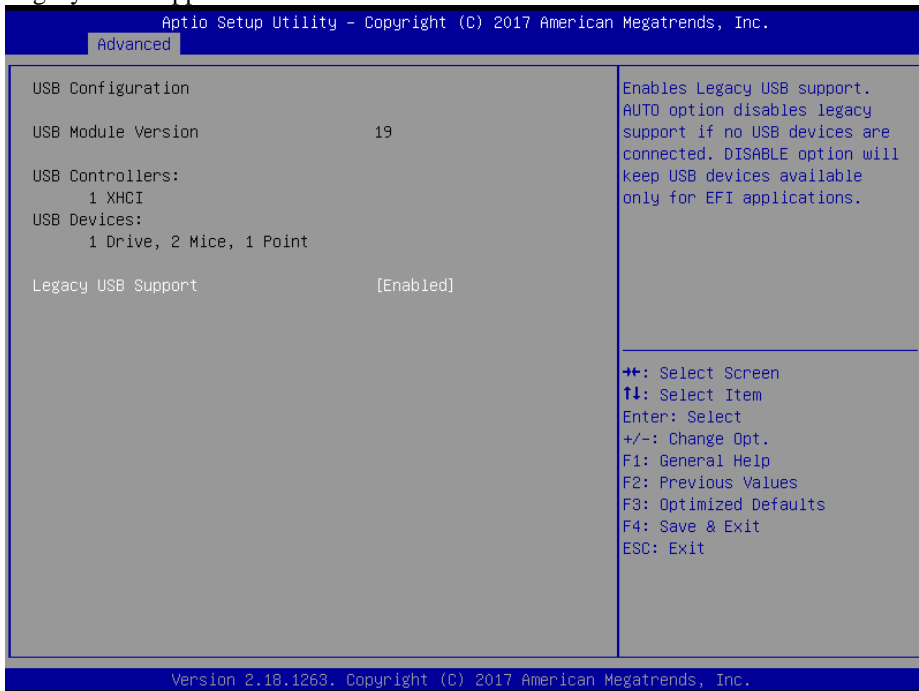 Aptio Setup Utility – Copyright (C) 2017 American Megatrends, Inc.
Advanced
USB Configuration
USB Module Version 19
USB Controllers:
1 XHCI
USB Devices:
1 Drive, 2 Mice, 1 Point
Legacy USB Support [Enabled]
Enables Legacy USB support.
AUTO option disables legacy
support if no USB devices are
connected. DISABLE option will
keep USB devices available
only for EFI applications.
→←: Select Screen
↑↓: Select Item
Enter: Select
+/-: Change Opt.
F1: General Help
F2: Previous Values
F3: Optimized Defaults
F4: Save & Exit
ESC: Exit
Version 2.18.1263. Copyright (C) 2017 American Megatrends, Inc.